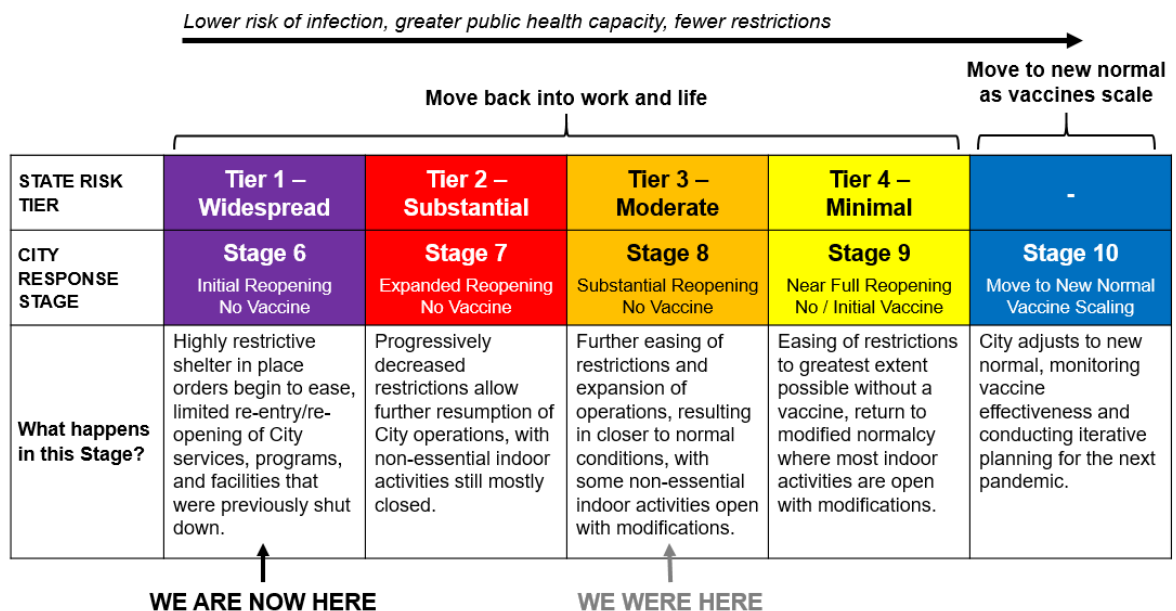 Lower risk of infection, greater public health capacity, fewer restrictions
Move back into work and life
Move to new normal
as vaccines scale
STATE RISK
TIER
Tier 1 –
Widespread
Tier 2 –
Substantial
Tier 3 –
Moderate
Tier 4 –
Minimal
-
CITY
RESPONSE
STAGE
Stage 6
Initial Reopening
No Vaccine
Stage 7
Expanded Reopening
No Vaccine
Stage 8
Substantial Reopening
No Vaccine
Stage 9
Near Full Reopening
No / Initial Vaccine
Stage 10
Move to New Normal
Vaccine Scaling
What happens
in this Stage?
Highly restrictive
shelter in place
orders begin to ease,
limited re-entry/re-
opening of City
services, programs,
and facilities that
were previously shut
down.
Progressively
decreased
restrictions allow
further resumption of
City operations, with
non-essential indoor
activities still mostly
closed.
Further easing of
restrictions and
expansion of
operations, resulting
in closer to normal
conditions, with
some non-essential
indoor activities open
with modifications.
Easing of restrictions
to greatest extent
possible without a
vaccine, return to
modified normalcy
where most indoor
activities are open
with modifications.
City adjusts to new
normal, monitoring
vaccine
effectiveness and
conducting iterative
planning for the next
pandemic.
WE ARE NOW HERE
WE WERE HERE